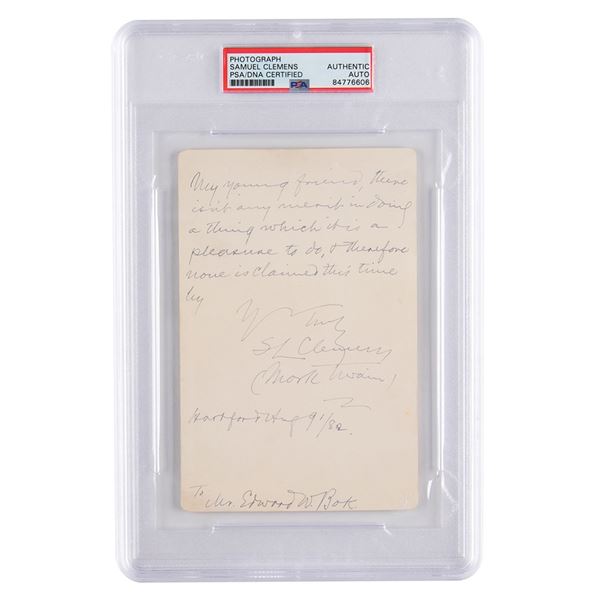 PHOTOGRAPH
SAMUEL CLEMENS
PSA/DNA CERTIFIED
AUTHENTIC
AUTO
84776606
PSA
My young friend, there
isn't any merit in doing
a thing which it is a
pleasure to do, & therefore
none is claimed this time
by
Yrs Truly
S L Clemens
(Mark Twain)
Hartford Aug 9/82.
To Mr. Edward W. Bok.